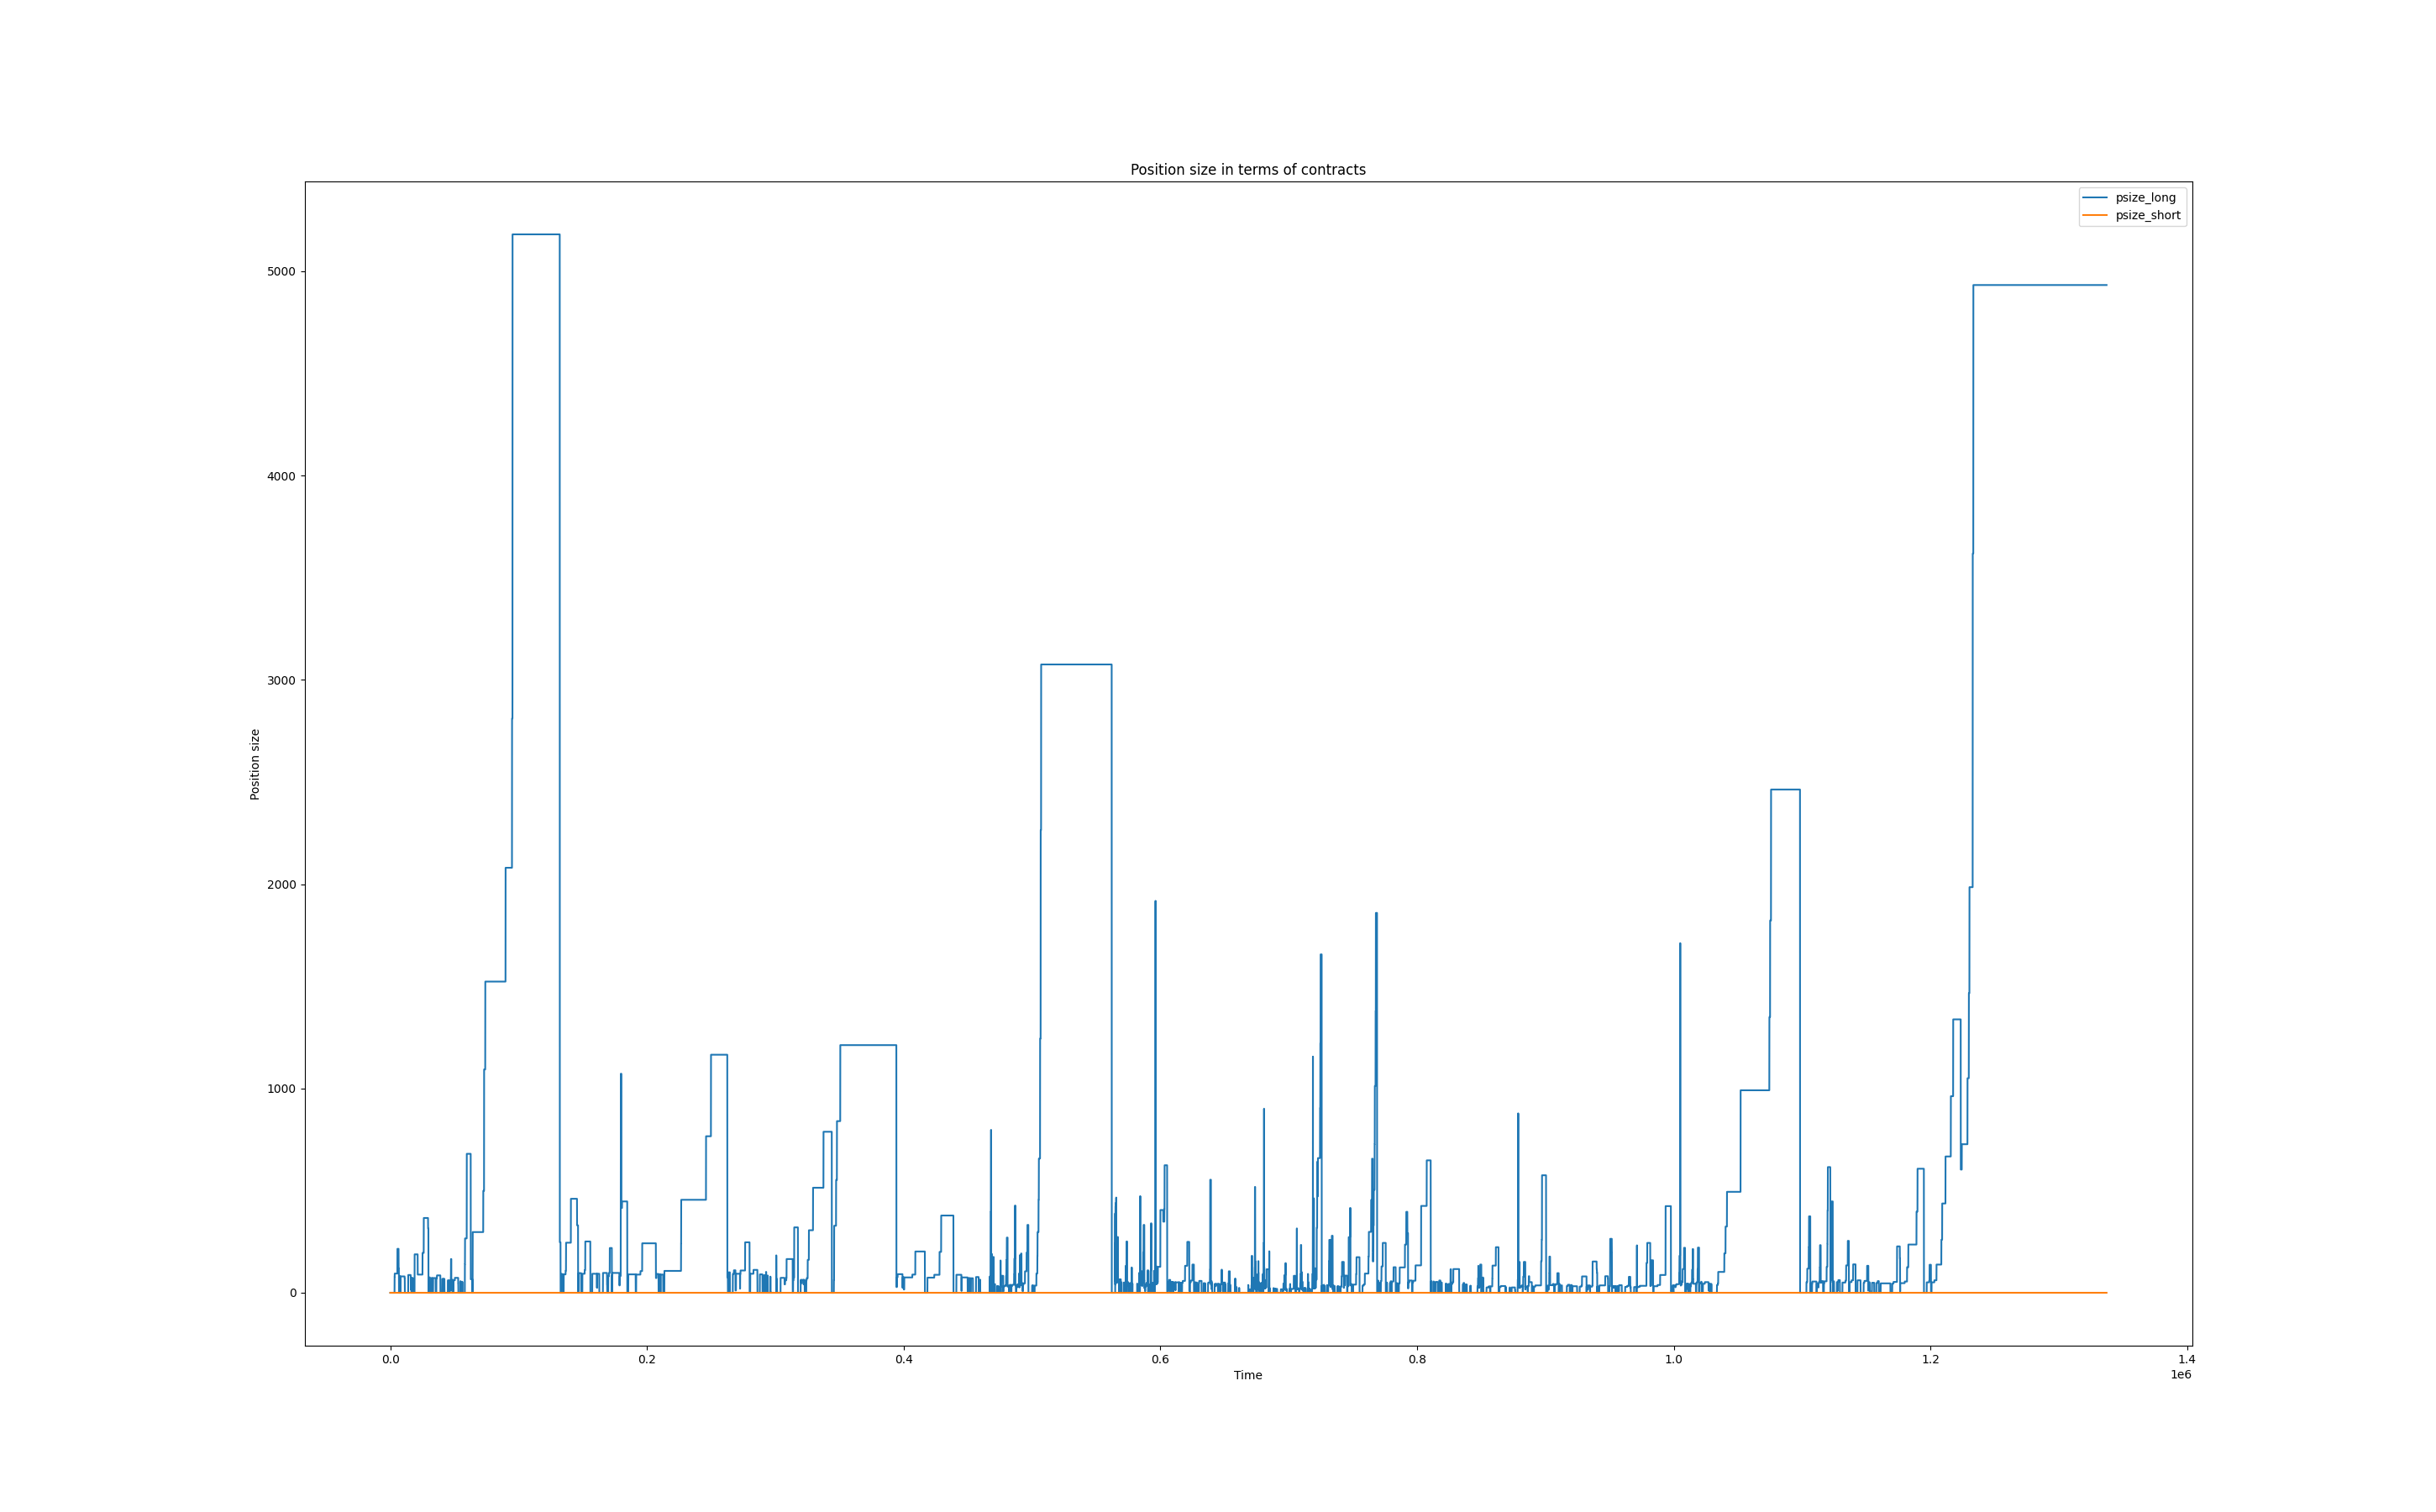 Position size in terms of contracts
psize_long
psize_short
5000
4000
3000
2000
1000
0
Position size
0.0 0.2 0.4 0.6 0.8 1.0 1.2 1.4
Time
1e6